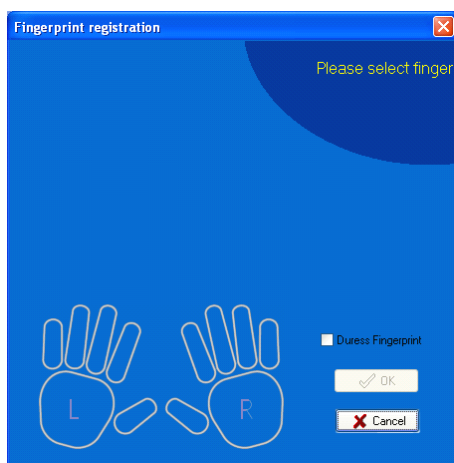 Fingerprint registration
Please select finger
Duress Fingerprint
OK
Cancel
L
R